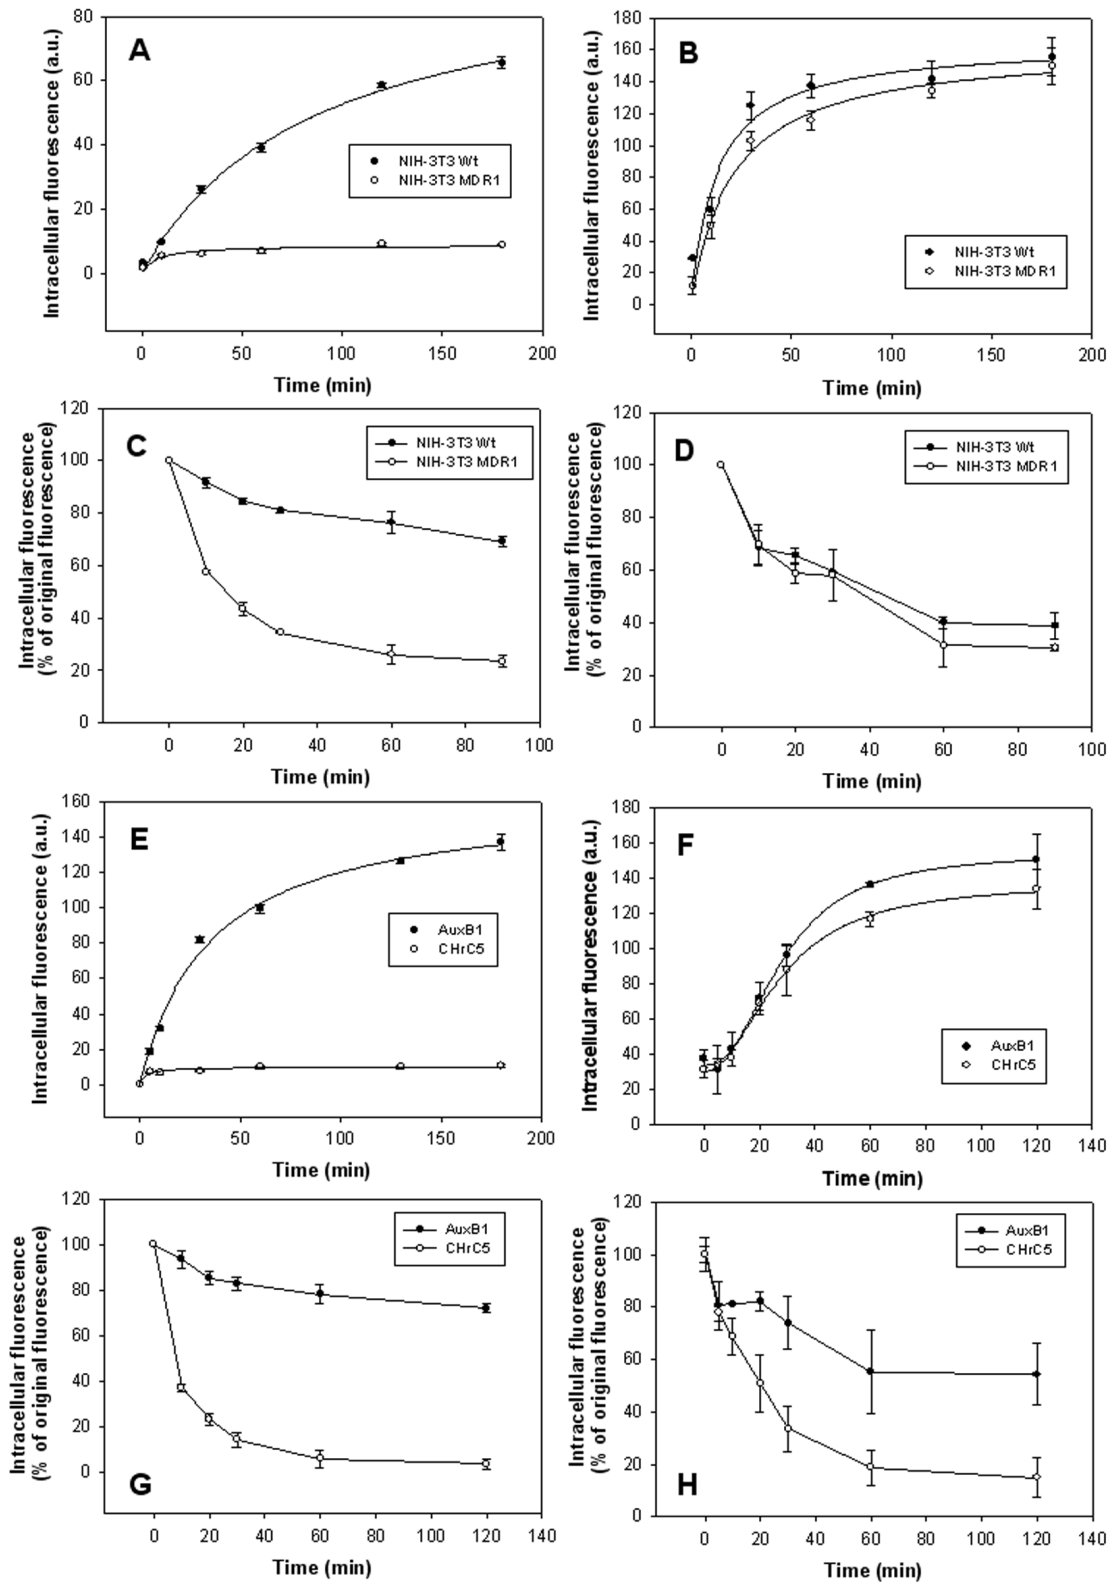 A
Intracellular fluorescence (a.u.)
80
60
40
20
0
NIH-3T3 Wt
NIH-3T3 MDR1
0 50 100 150 200
Time (min)
B
Intracellular fluorescence (a.u.)
180
160
140
120
100
80
60
40
20
0
NIH-3T3 Wt
NIH-3T3 MDR1
0 50 100 150 200
Time (min)
C
Intracellular fluorescence
(% of original fluorescence)
120
100
80
60
40
20
0
NIH-3T3 Wt
NIH-3T3 MDR1
0 20 40 60 80 100
Time (min)
D
Intracellular fluorescence
(% of original fluorescence)
120
100
80
60
40
20
0
NIH-3T3 Wt
NIH-3T3 MDR1
0 20 40 60 80 100
Time (min)
E
Intracellular fluorescence (a.u.)
160
140
120
100
80
60
40
20
0
AuxB1
CHrC5
0 50 100 150 200
Time (min)
F
Intracellular fluorescence (a.u.)
180
160
140
120
100
80
60
40
20
0
AuxB1
CHrC5
0 20 40 60 80 100 120 140
Time (min)
G
Intracellular fluorescence
(% of original fluorescence)
120
100
80
60
40
20
0
AuxB1
CHrC5
0 20 40 60 80 100 120 140
Time (min)
H
Intracellular fluorescence
(% of original fluorescence)
120
100
80
60
40
20
0
AuxB1
CHrC5
0 20 40 60 80 100 120 140
Time (min)